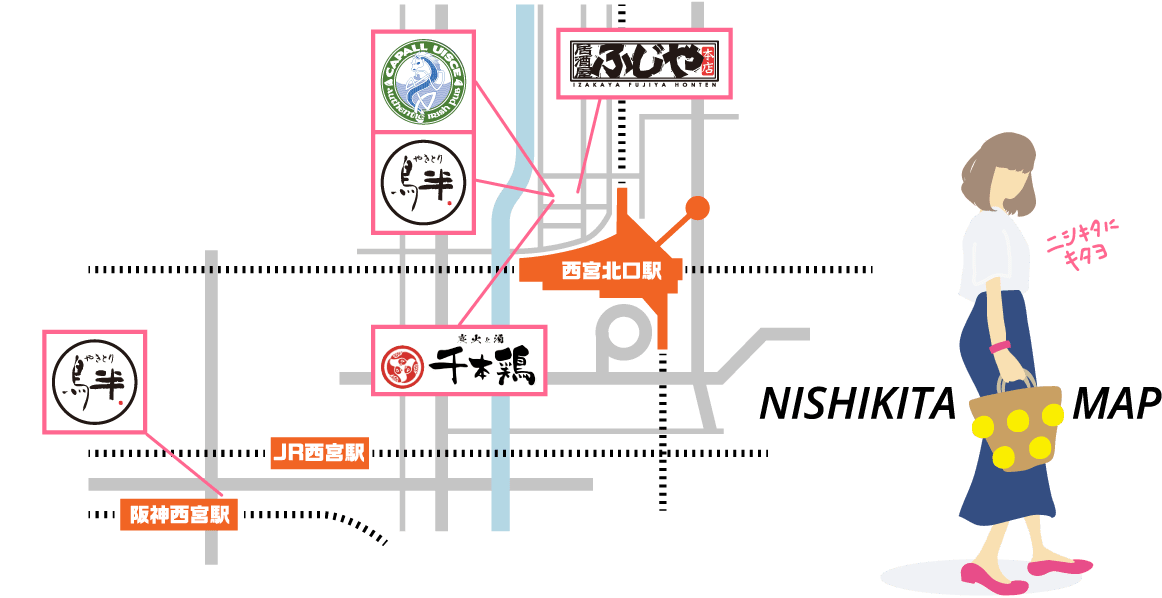 CAPALL UISCE
authentic Irish pub
居酒屋
ふじや
本店
IZAKAYA FUJIYA HONTEN
やきとり
鳥半
西宮北口駅
ニシキタに
キタヨ
炭火と酒
千本鶏
やきとり
鳥半
NISHIKITA MAP
JR西宮駅
阪神西宮駅